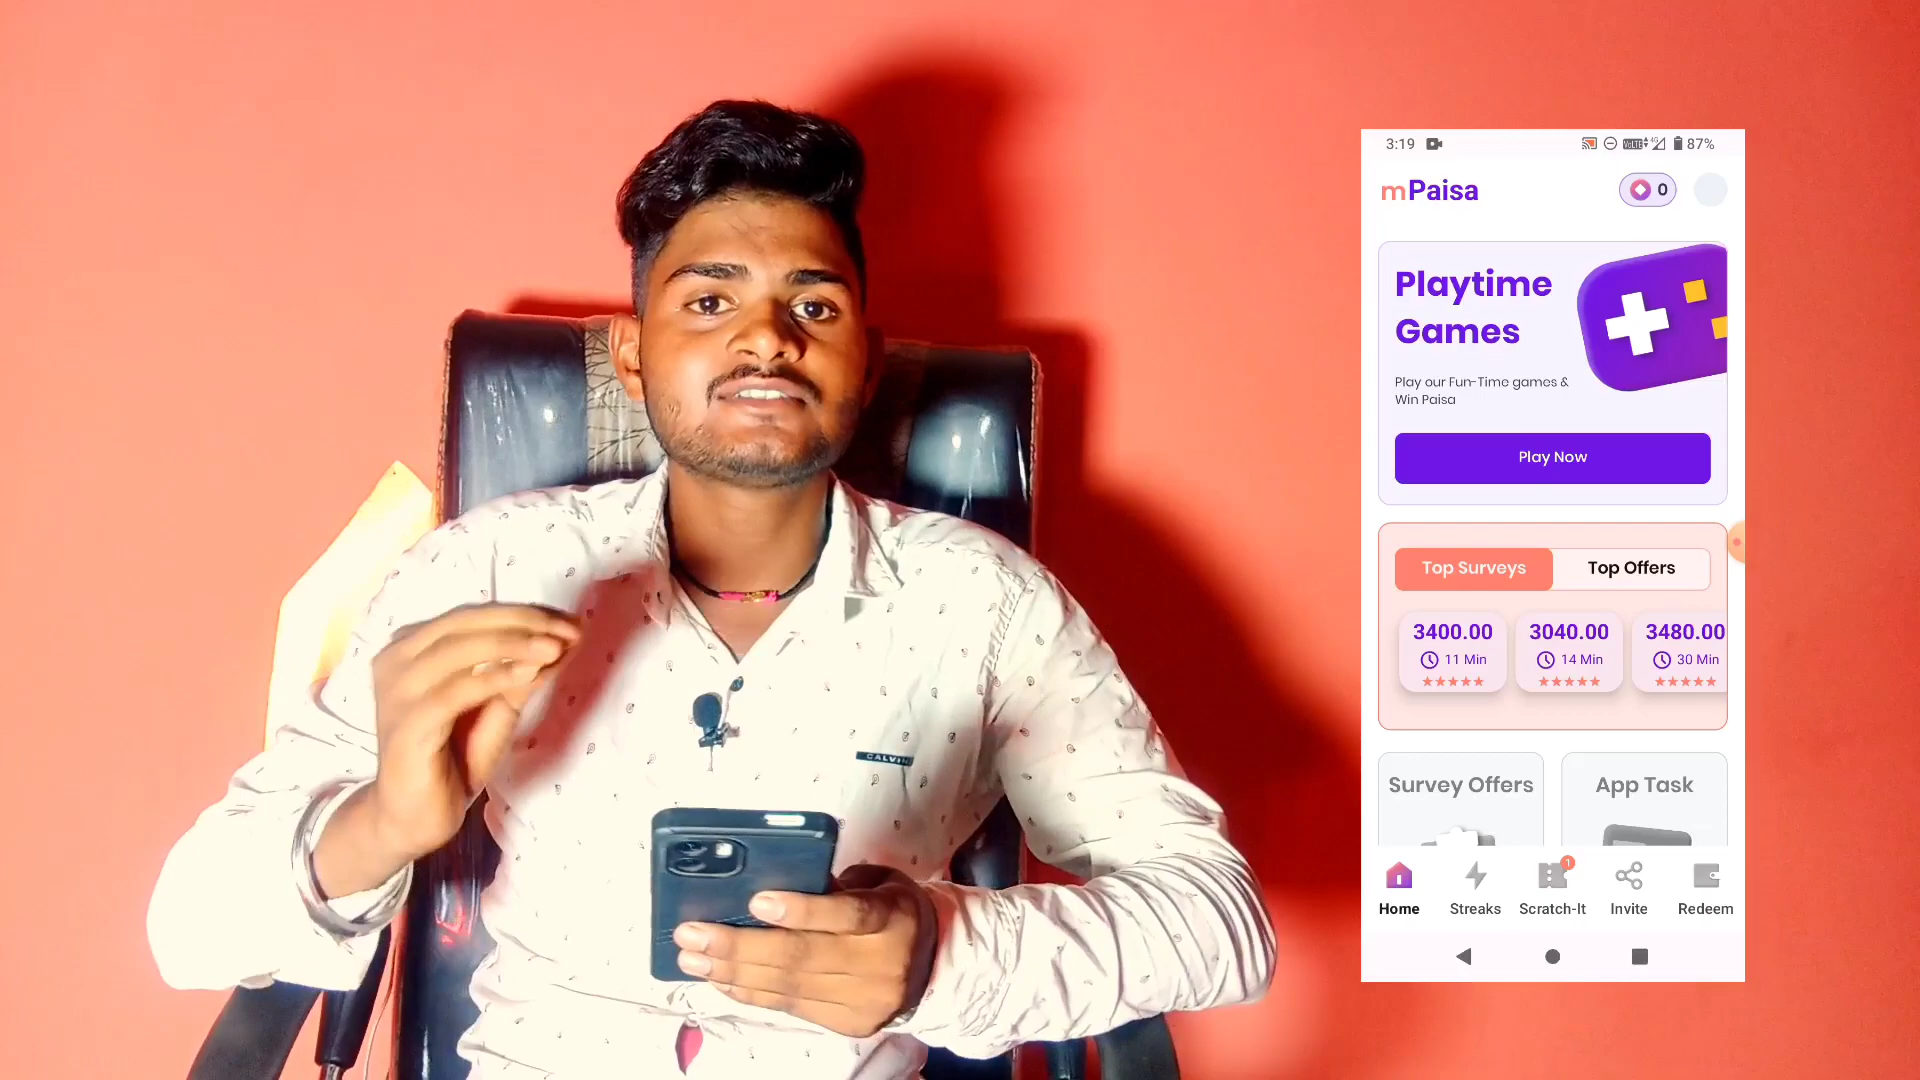 CALVIN
3:19
87%
mPaisa
0
Playtime
Games
Play our Fun-Time games &
Win Paisa
Play Now
Top Surveys
Top Offers
3400.00
3040.00
3480.00
11 Min
14 Min
30 Min
Survey Offers
App Task
1
Home
Streaks
Scratch-It
Invite
Redeem